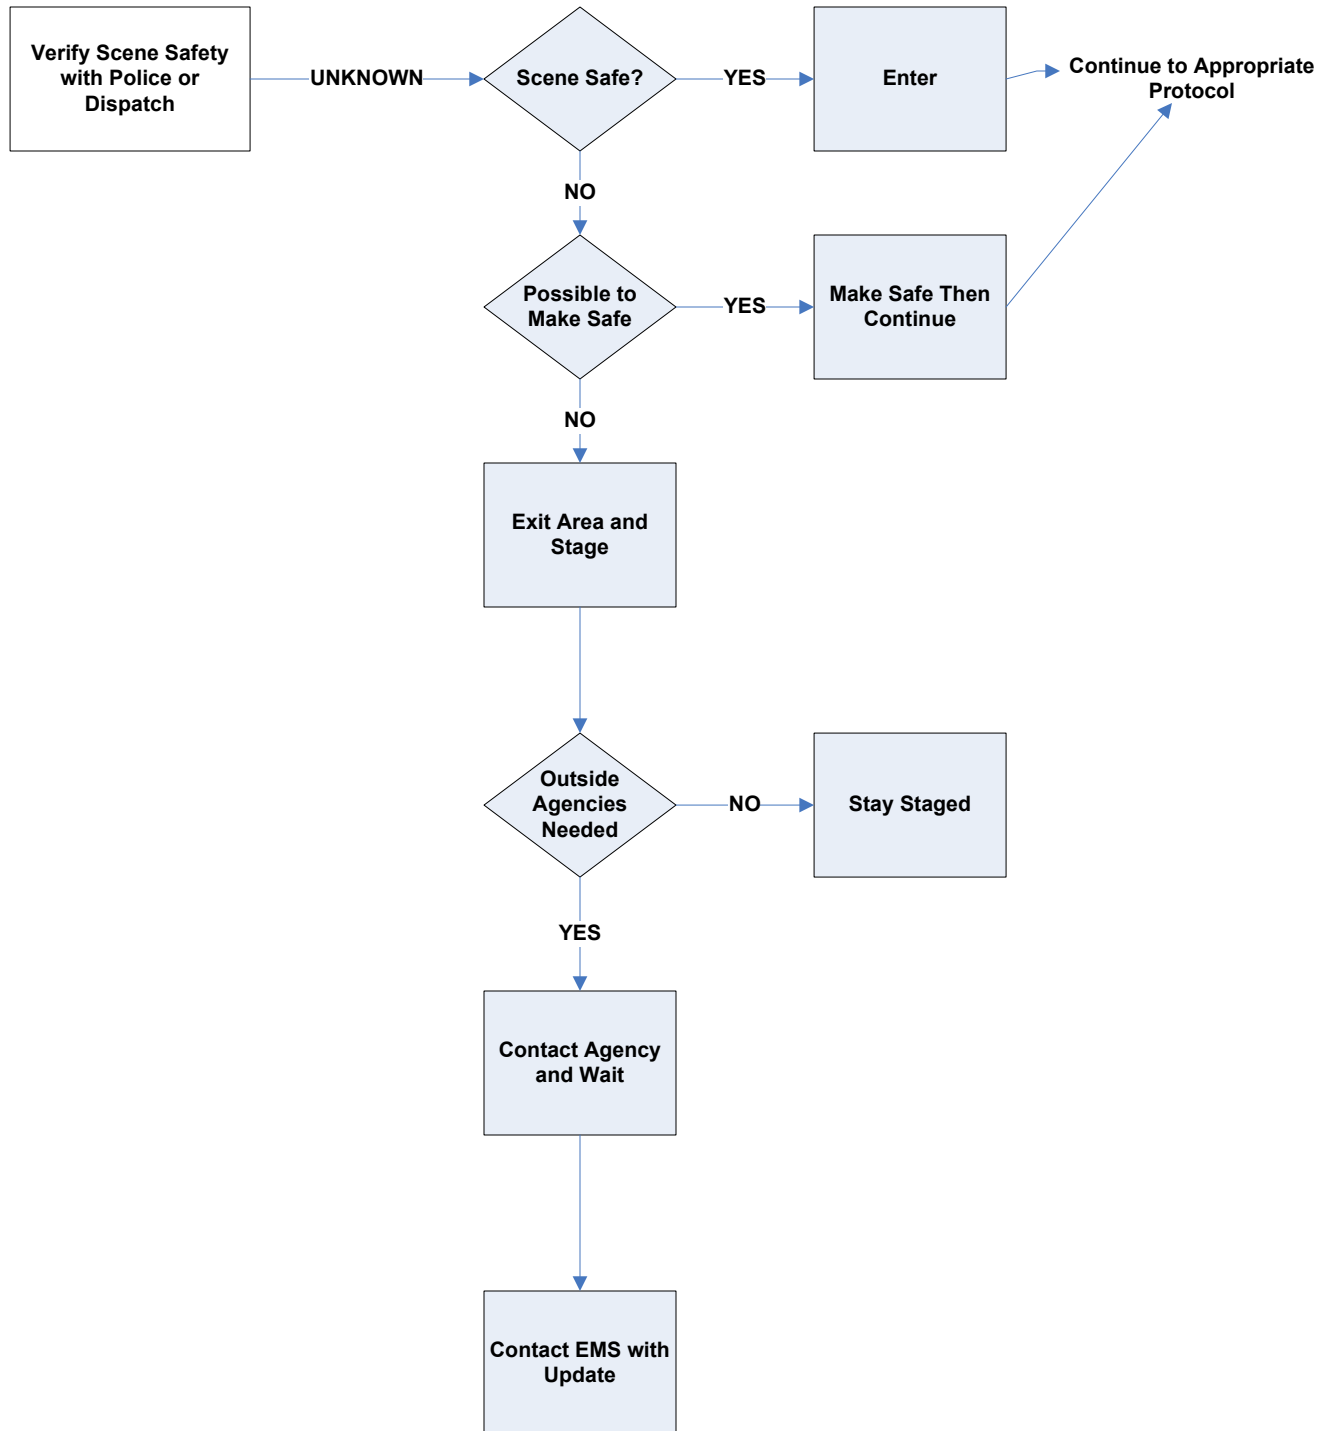 Verify Scene Safety
with Police or
Dispatch
UNKNOWN
Scene Safe?
YES
Enter
Continue to Appropriate
Protocol
NO
Possible to
Make Safe
YES
Make Safe Then
Continue
NO
Exit Area and
Stage
Outside
Agencies
Needed
NO
Stay Staged
YES
Contact Agency
and Wait
Contact EMS with
Update